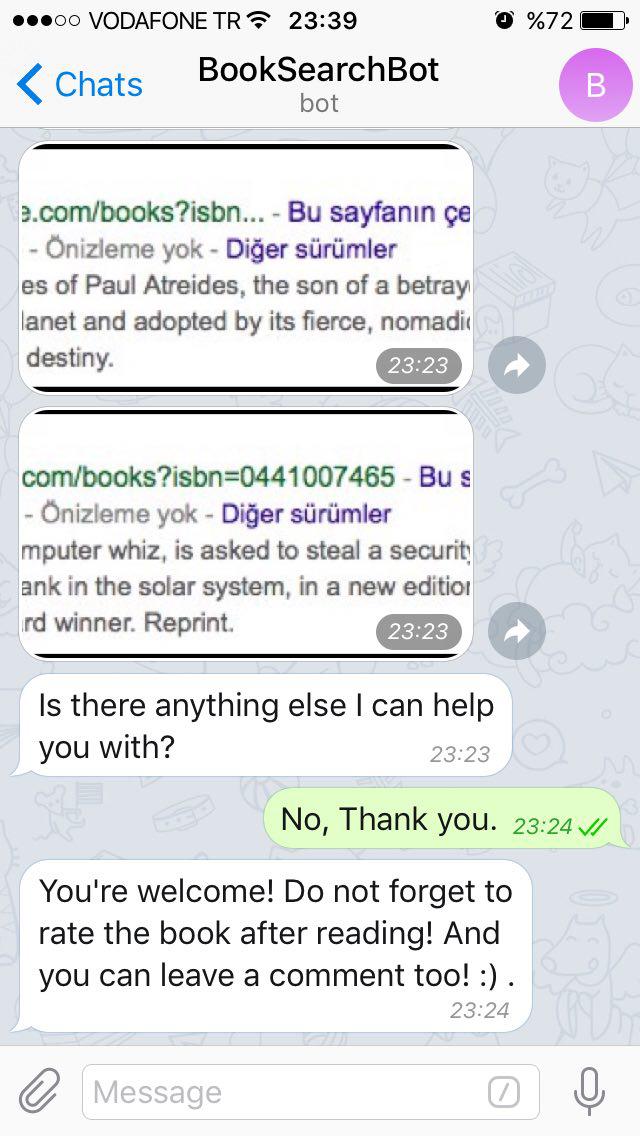 VODAFONE TR 23:39 %72
Chats
BookSearchBot
bot
B
e.com/books?isbn... - Bu sayfanın çe
- Önizleme yok - Diğer sürümler
es of Paul Atreides, the son of a betray
lanet and adopted by its fierce, nomadic
destiny.
23:23
com/books?isbn=0441007465 - Bu s
- Önizleme yok - Diğer sürümler
mputer whiz, is asked to steal a security
ank in the solar system, in a new edition
rd winner. Reprint.
23:23
Is there anything else I can help
you with?
23:23
No, Thank you. 23:24
You're welcome! Do not forget to
rate the book after reading! And
you can leave a comment too! :) .
23:24
Message